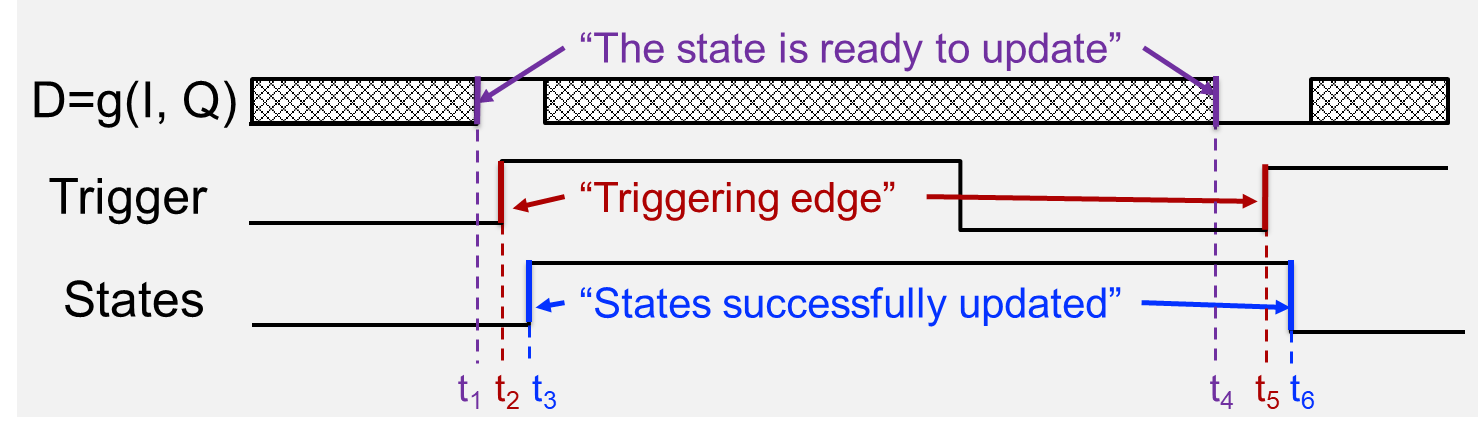 “The state is ready to update”
D=g(I, Q)
Trigger
“Triggering edge”
States
“States successfully updated”
t1 t2 t3 t4 t5 t6